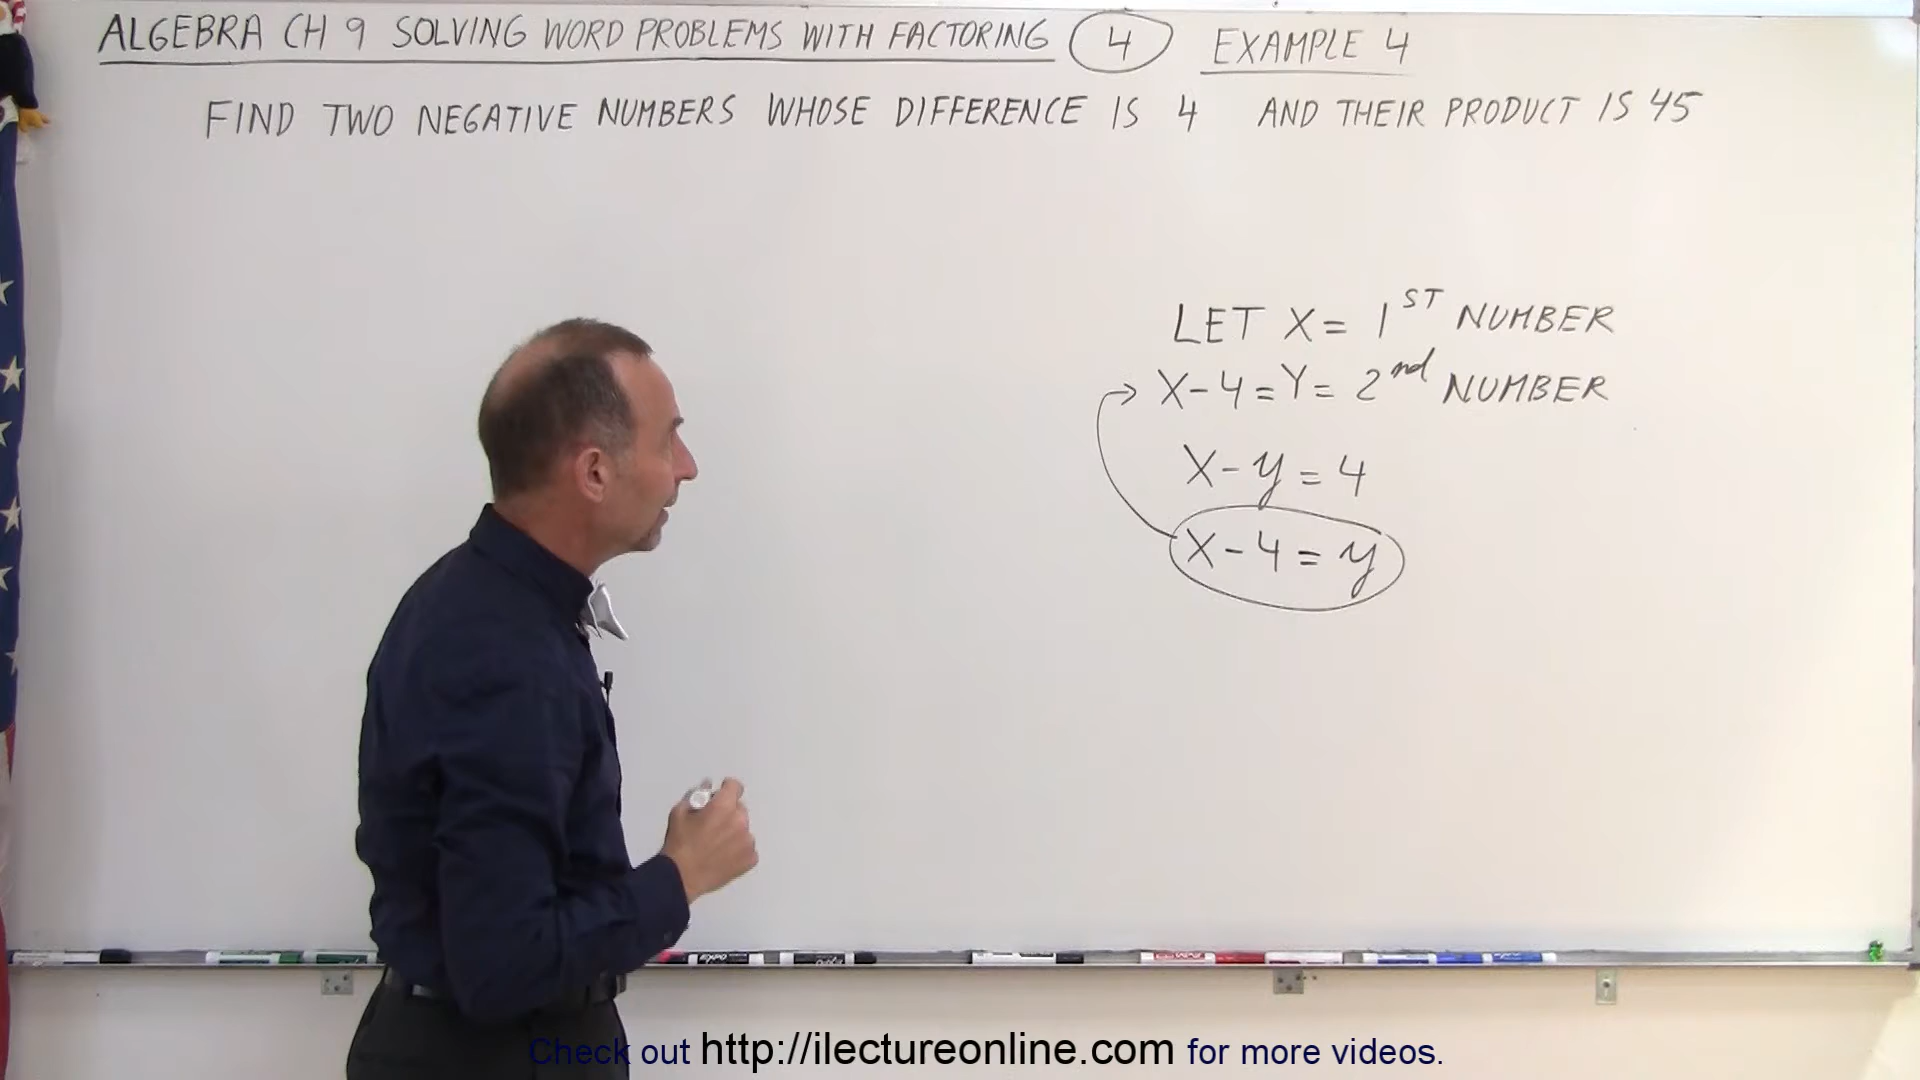 ALGEBRA CH 9 SOLVING WORD PROBLEMS WITH FACTORING 4 EXAMPLE 4
FIND TWO NEGATIVE NUMBERS WHOSE DIFFERENCE IS 4 AND THEIR PRODUCT IS 45
LET X = 1ST NUMBER
X - 4 = Y = 2nd NUMBER
X - y = 4
X - 4 = y
Check out http://ilectureonline.com for more videos.